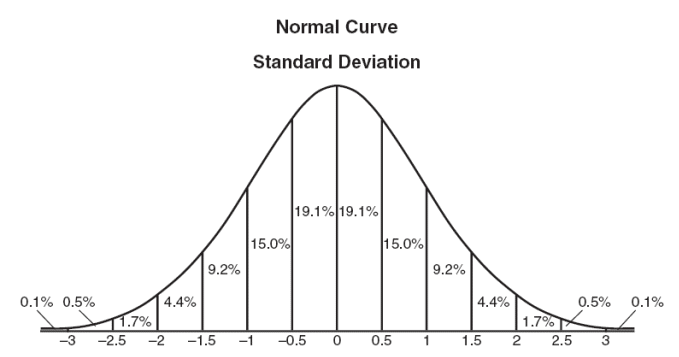 Normal Curve
Standard Deviation
19.1% 19.1%
15.0% 15.0%
9.2% 9.2%
0.1% 0.5% 4.4% 4.4% 0.5% 0.1%
1.7% 1.7%
–3 –2.5 –2 –1.5 –1 –0.5 0 0.5 1 1.5 2 2.5 3